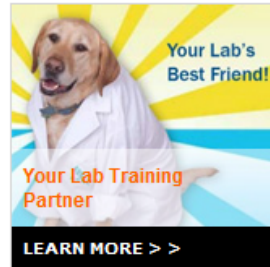 Your Lab's
Best Friend!
Your Lab Training
Partner
LEARN MORE > >